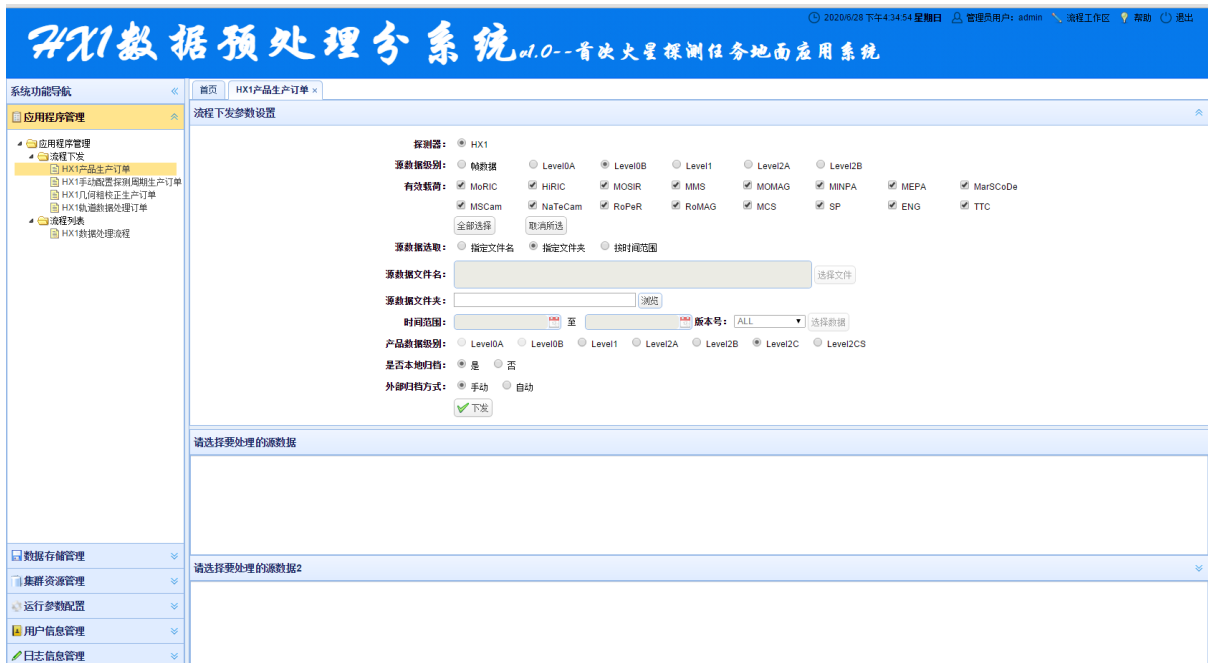 2020/6/28 下午4:34:54 星期日 管理员用户：admin 流程工作区 帮助 退出
HX1数据预处理分系统v1.0--首次火星探测任务地面应用系统
系统功能导航
首页 HX1产品生产订单 ×
应用程序管理
流程下发参数设置
应用程序管理
流程下发
HX1产品生产订单
HX1手动配置探测周期生产订单
HX1几何粗校正生产订单
HX1轨道数据处理订单
流程列表
HX1数据处理流程
探测器： HX1
源数据级别： 帧数据 Level0A Level0B Level1 Level2A Level2B
有效载荷： MoRIC HiRIC MOSIR MMS MOMAG MINPA MEPA MarSCoDe
MSCam NaTeCam RoPeR RoMAG MCS SP ENG TTC
全部选择 取消所选
源数据选取： 指定文件名 指定文件夹 按时间范围
源数据文件名： 选择文件
源数据文件夹： 浏览
时间范围： 至 版本号： ALL 选择数据
产品数据级别： Level0A Level0B Level1 Level2A Level2B Level2C Level2CS
是否本地归档： 是 否
外部归档方式： 手动 自动
下发
请选择要处理的源数据
数据存储管理
请选择要处理的源数据2
集群资源管理
运行参数配置
用户信息管理
日志信息管理